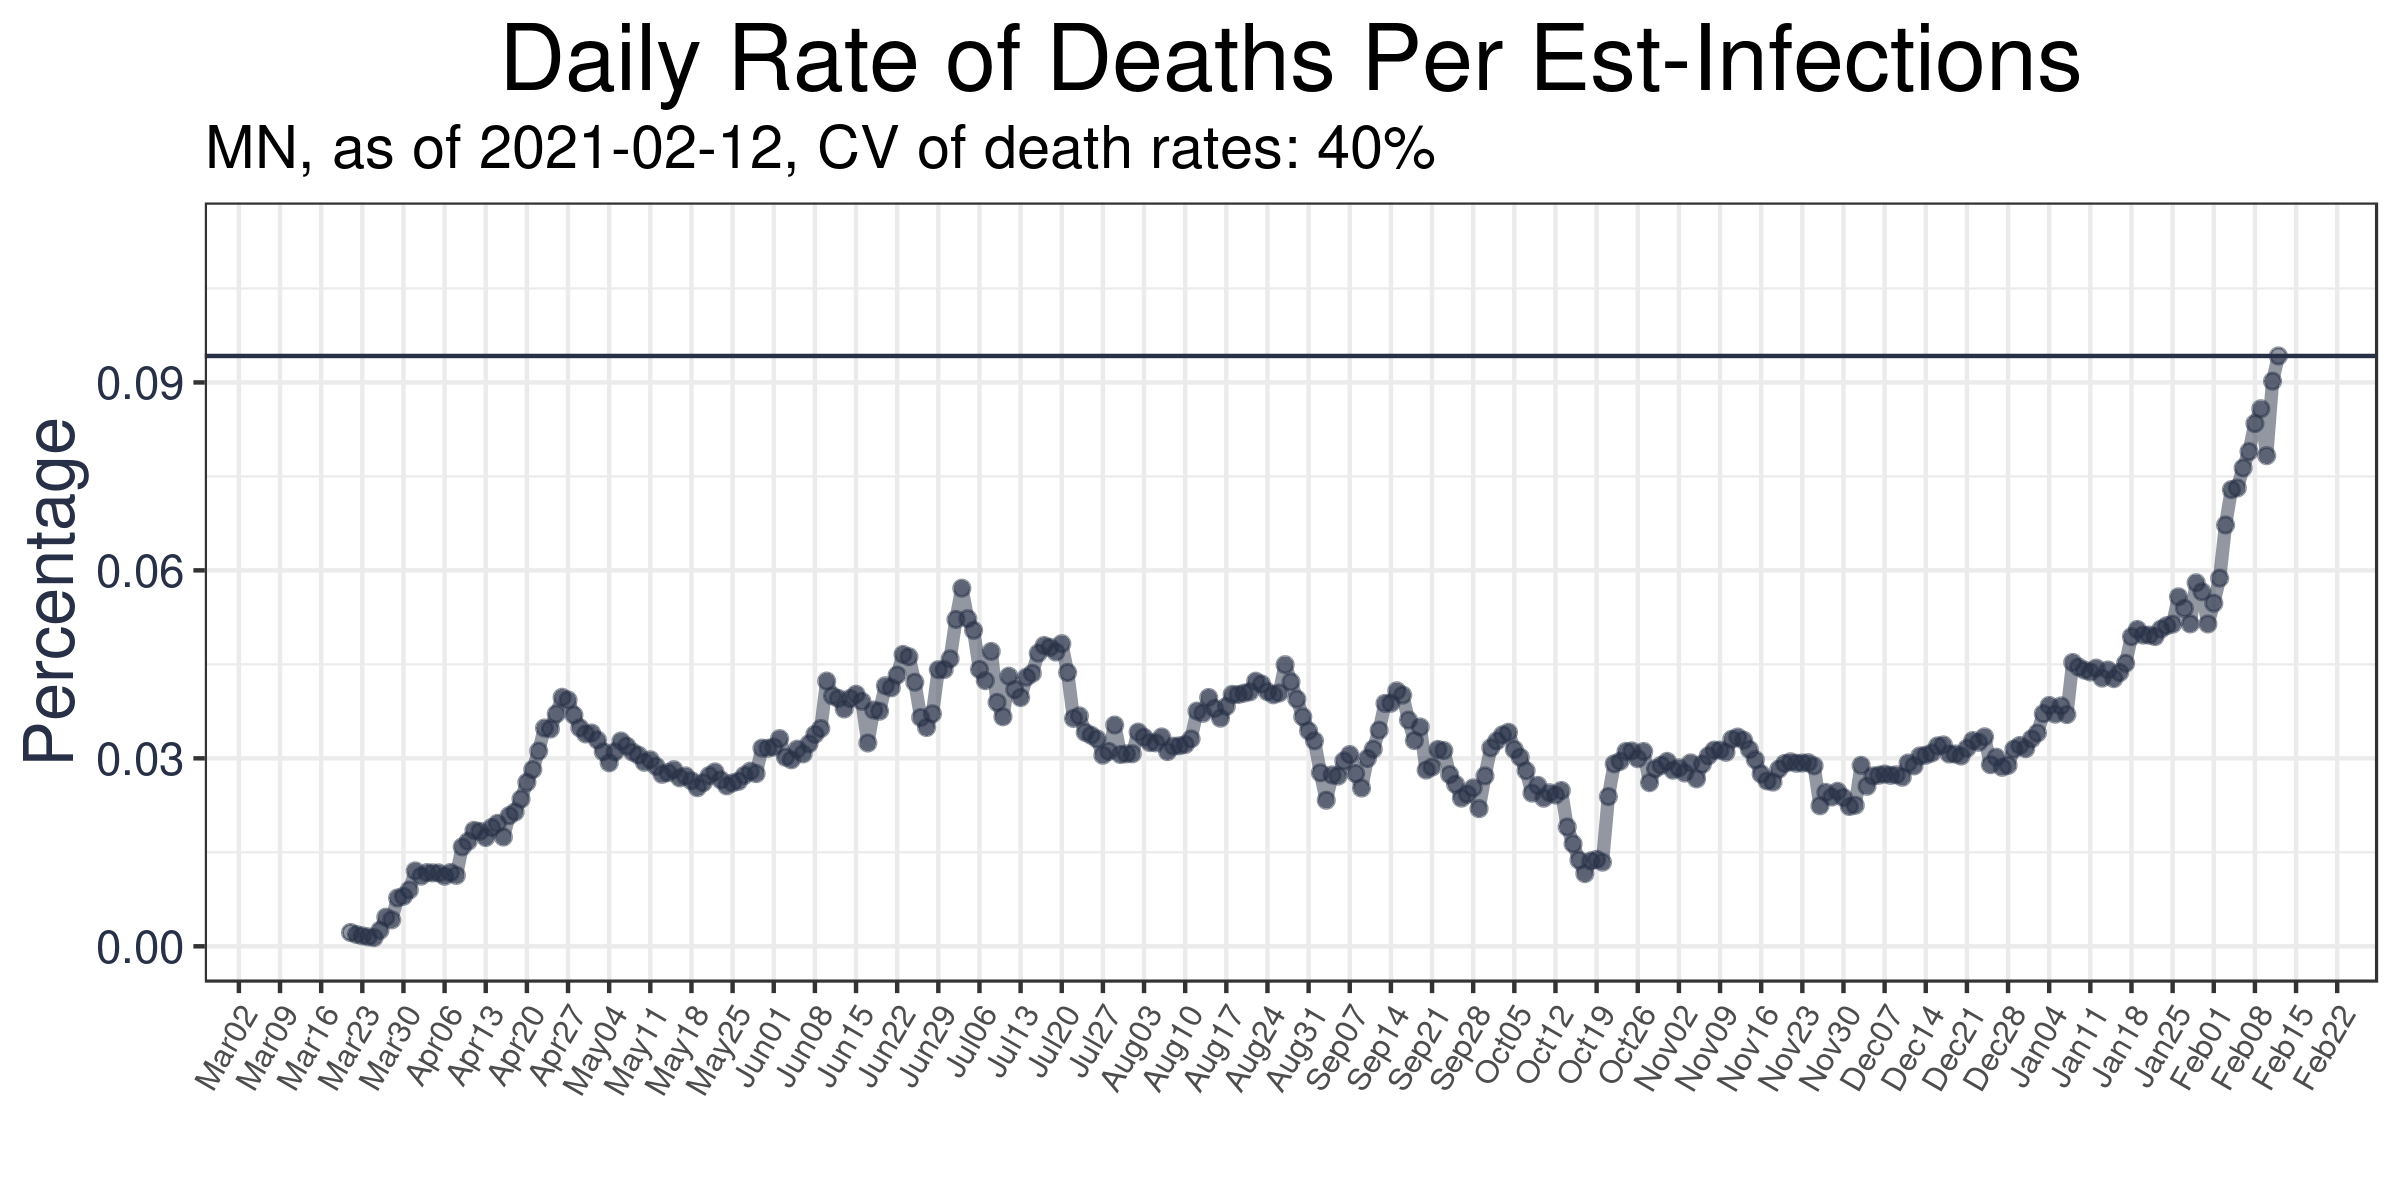 Daily Rate of Deaths Per Est-Infections
MN, as of 2021-02-12, CV of death rates: 40%
Percentage
0.09
0.06
0.03
0.00
Mar02 Mar09 Mar16 Mar23 Mar30 Apr06 Apr13 Apr20 Apr27 May04 May11 May18 May25 Jun01 Jun08 Jun15 Jun22 Jun29 Jul06 Jul13 Jul20 Jul27 Aug03 Aug10 Aug17 Aug24 Aug31 Sep07 Sep14 Sep21 Sep28 Oct05 Oct12 Oct19 Oct26 Nov02 Nov09 Nov16 Nov23 Nov30 Dec07 Dec14 Dec21 Dec28 Jan04 Jan11 Jan18 Jan25 Feb01 Feb08 Feb15 Feb22